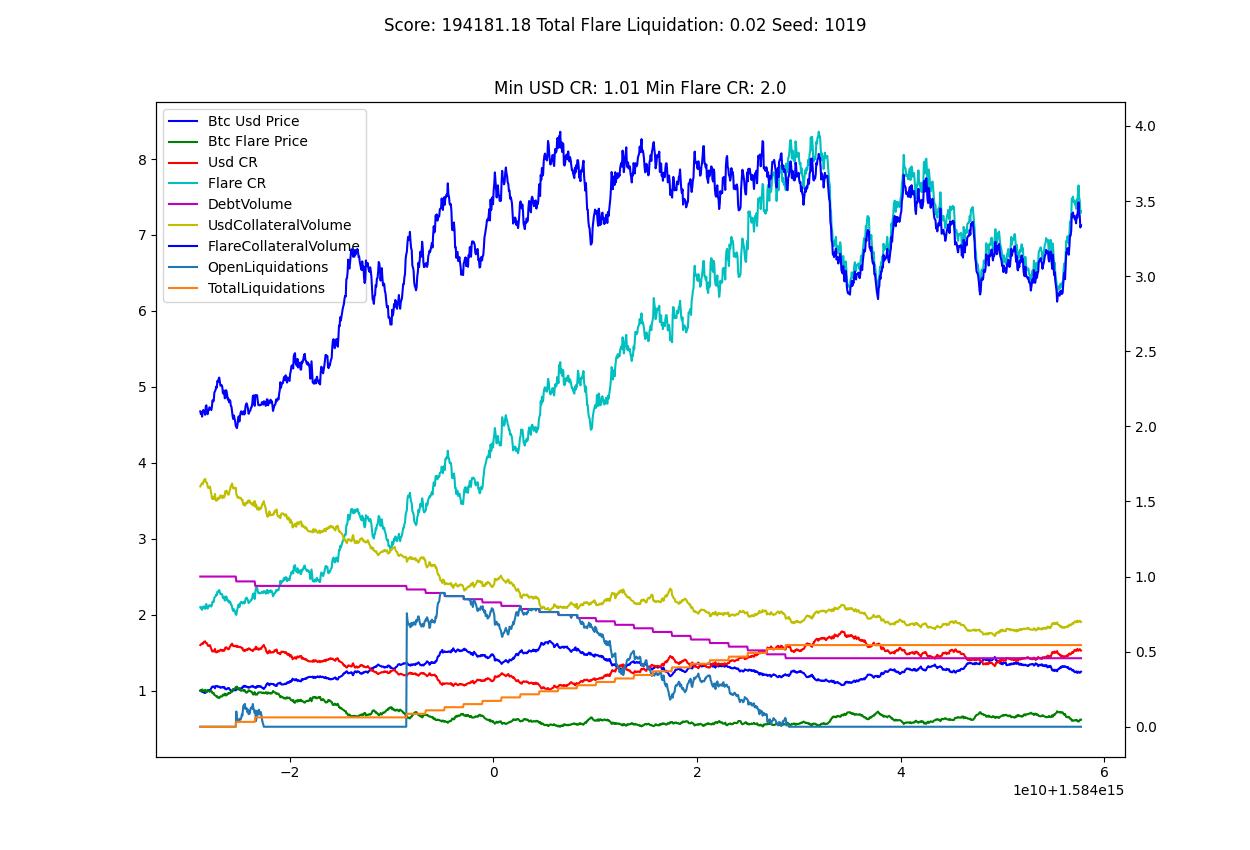 Score: 194181.18 Total Flare Liquidation: 0.02 Seed: 1019
Min USD CR: 1.01 Min Flare CR: 2.0
Btc Usd Price
Btc Flare Price
Usd CR
Flare CR
DebtVolume
UsdCollateralVolume
FlareCollateralVolume
OpenLiquidations
TotalLiquidations
8
7
6
5
4
3
2
1
4.0
3.5
3.0
2.5
2.0
1.5
1.0
0.5
0.0
−2 0 2 4 6
1e10+1.584e15